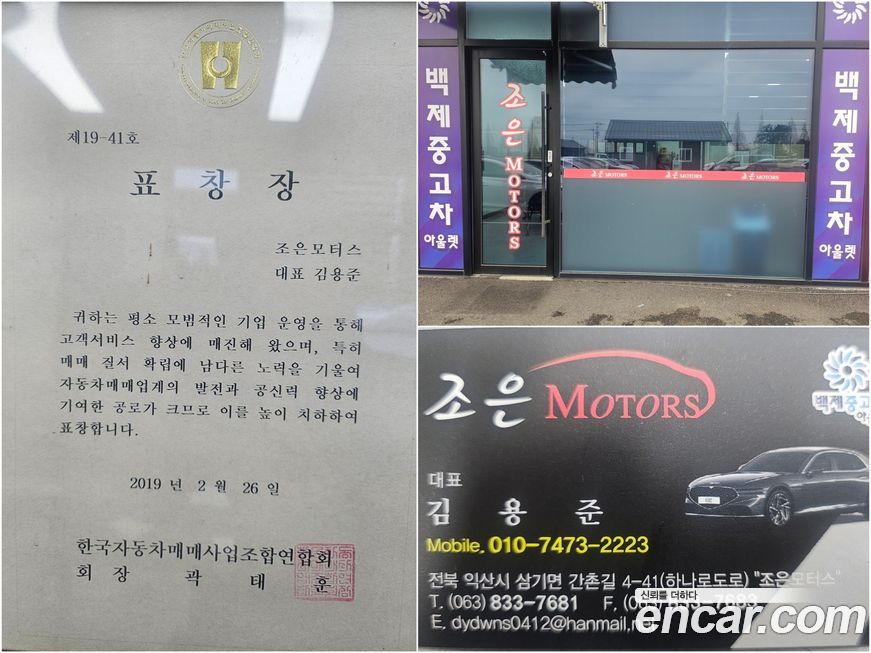 제19-41호
표 창 장
조은모터스
대표 김용준
귀하는 평소 모범적인 기업 운영을 통해
고객서비스 향상에 매진해 왔으며, 특히
매매 질서 확립에 남다른 노력을 기울여
자동차매매업계의 발전과 공신력 향상에
기여한 공로가 크므로 이를 높이 치하하여
표창합니다.
2019 년 2 월 26 일
한국자동차매매사업조합연합회
회 장 곽 태 훈
백제중고차
아울렛
조은 MOTORS
조은 MOTORS
조은 MOTORS
조은 MOTORS
백제중고차
아울렛
조은 MOTORS
백제중고
아울
대표
김 용 준
Mobile. 010-7473-2223
전북 익산시 삼기면 간촌길 4-41(하나로도로) "조은모터스"
T. (063) 833-7681 F.
E. dydwns0412@hanmail.net
신뢰를 더하다
encar.com